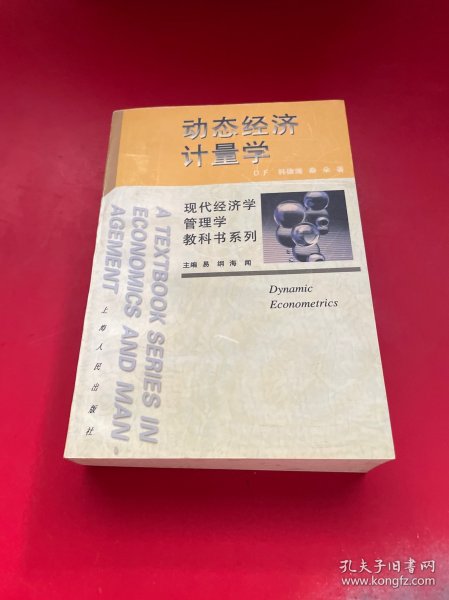 动态经济
计量学
D.F. 韩德瑞 秦朵 著
现代经济学
管理学
教科书系列
主编 易纲 海闻
Dynamic
Econometrics
A TEXTBOOK SERIES IN
ECONOMICS AND MAN
AGEMENT
上海人民出版社
孔夫子旧书网
www.kongfz.com